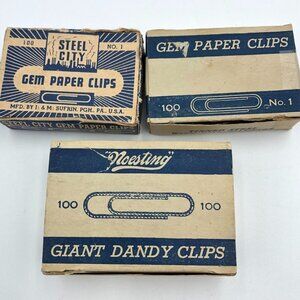 100
NO. 1
STEEL
CITY
GEM PAPER CLIPS
MFD. BY I. & M. SUFRIN, PGH., PA., U.S.A.
STEEL CITY GEM PAPER CLIPS
GEM PAPER CLIPS
100
No. 1
"Noesting"
100
100
GIANT DANDY CLIPS